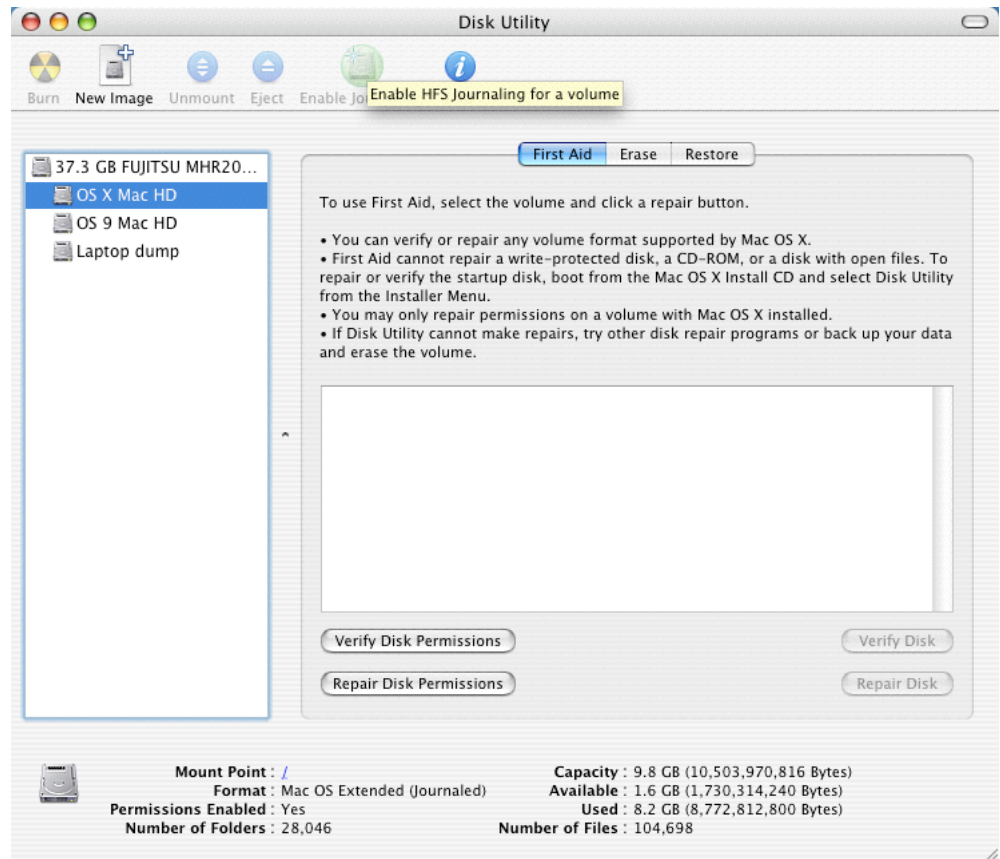 Disk Utility
Burn
New Image
Unmount
Eject
Enable Jo
Enable HFS Journaling for a volume
37.3 GB FUJITSU MHR20...
OS X Mac HD
OS 9 Mac HD
Laptop dump
First Aid
Erase
Restore
To use First Aid, select the volume and click a repair button.
• You can verify or repair any volume format supported by Mac OS X.
• First Aid cannot repair a write-protected disk, a CD-ROM, or a disk with open files. To
repair or verify the startup disk, boot from the Mac OS X Install CD and select Disk Utility
from the Installer Menu.
• You may only repair permissions on a volume with Mac OS X installed.
• If Disk Utility cannot make repairs, try other disk repair programs or back up your data
and erase the volume.
Verify Disk Permissions
Verify Disk
Repair Disk Permissions
Repair Disk
Mount Point : /
Format : Mac OS Extended (Journaled)
Permissions Enabled : Yes
Number of Folders : 28,046
Capacity : 9.8 GB (10,503,970,816 Bytes)
Available : 1.6 GB (1,730,314,240 Bytes)
Used : 8.2 GB (8,772,812,800 Bytes)
Number of Files : 104,698